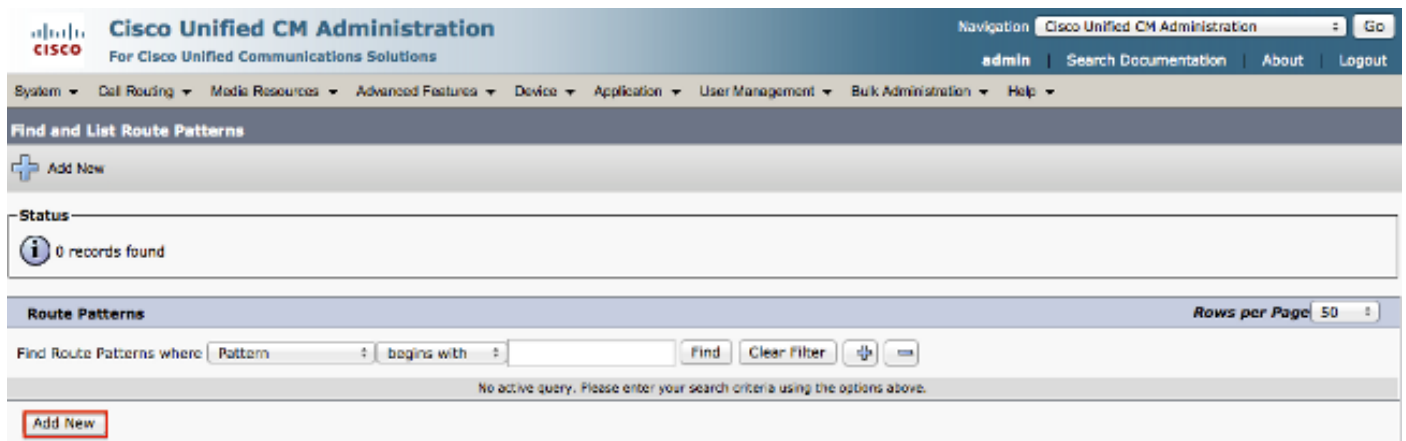 Cisco Unified CM Administration
For Cisco Unified Communications Solutions
CISCO
Navigation Cisco Unified CM Administration Go
admin Search Documentation About Logout
System Call Routing Media Resources Advanced Features Device Application User Management Bulk Administration Help
Find and List Route Patterns
Add New
Status
0 records found
Route Patterns Rows per Page 50
Find Route Patterns where Pattern begins with Find Clear Filter
No active query. Please enter your search criteria using the options above.
Add New